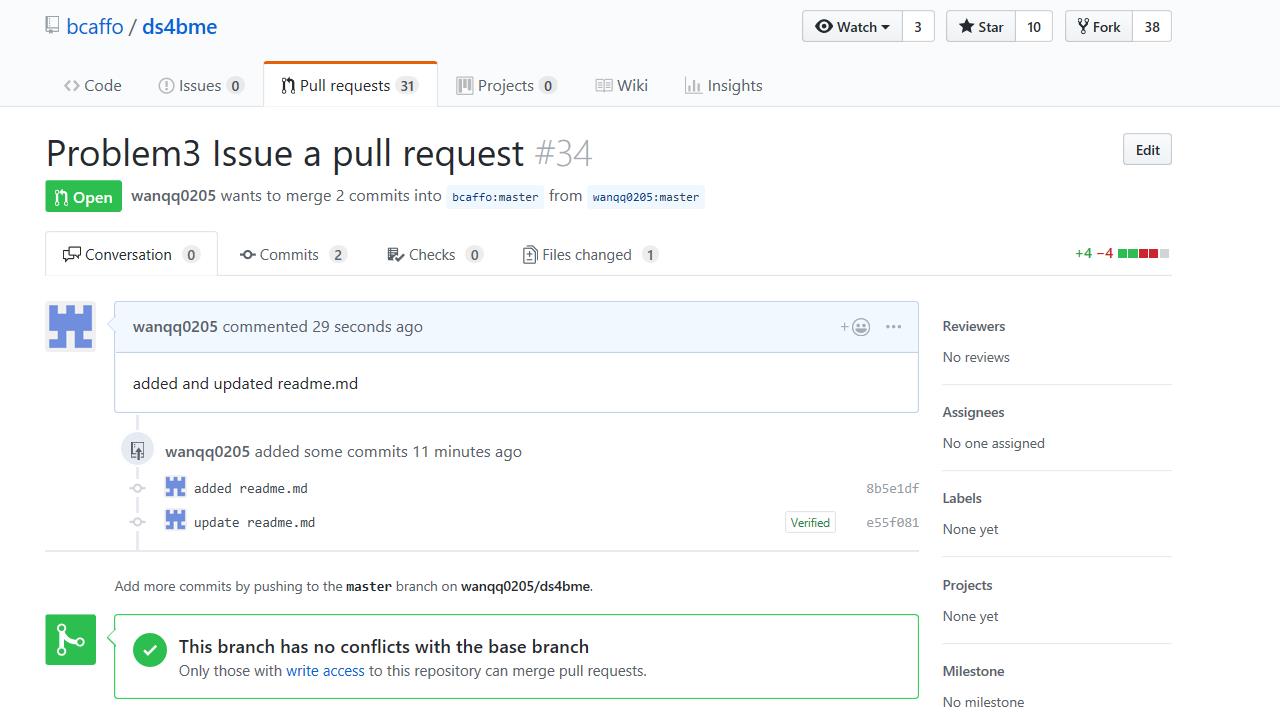 bcaffo / ds4bme
Watch 3 Star 10 Fork 38
Code Issues 0 Pull requests 31 Projects 0 Wiki Insights
Problem3 Issue a pull request #34
Edit
Open wanqq0205 wants to merge 2 commits into bcaffo:master from wanqq0205:master
Conversation 0 Commits 2 Checks 0 Files changed 1
+4 −4
wanqq0205 commented 29 seconds ago
added and updated readme.md
wanqq0205 added some commits 11 minutes ago
added readme.md 8b5e1df
update readme.md Verified e55f081
Add more commits by pushing to the master branch on wanqq0205/ds4bme.
This branch has no conflicts with the base branch
Only those with write access to this repository can merge pull requests.
Reviewers
No reviews
Assignees
No one assigned
Labels
None yet
Projects
None yet
Milestone
No milestone